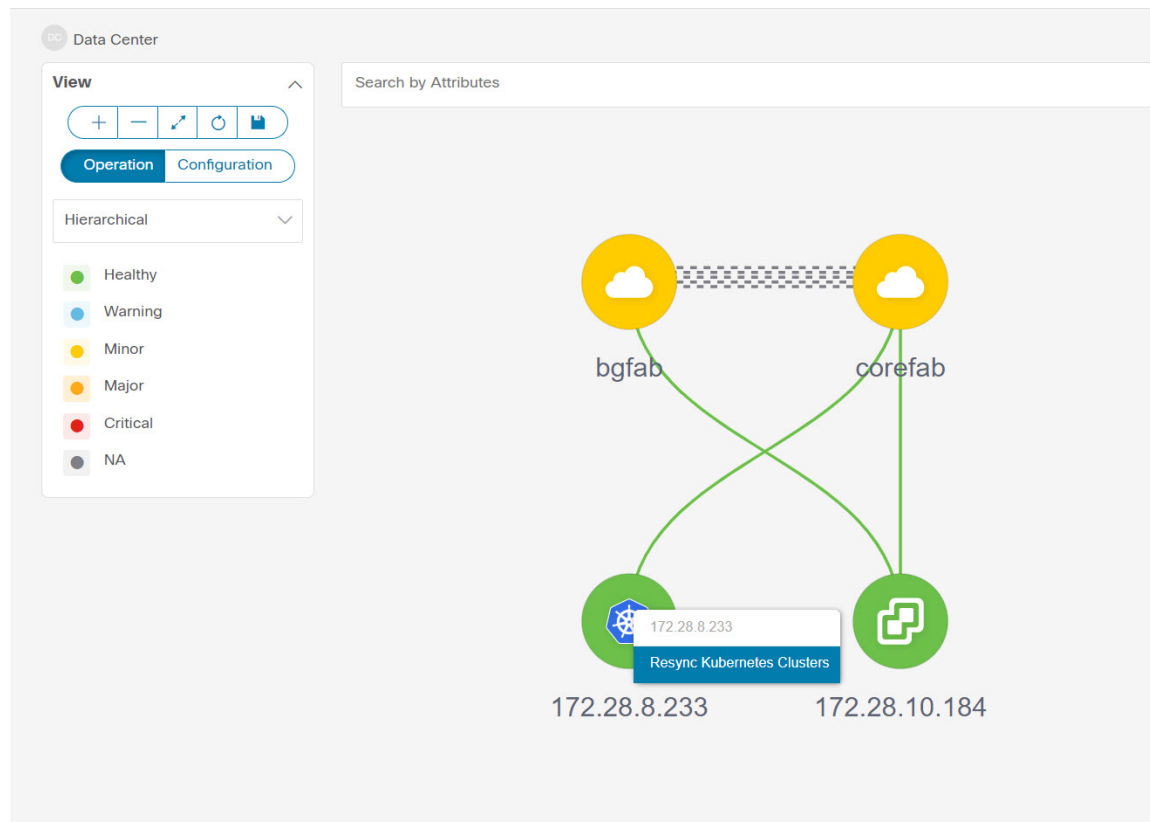 DC Data Center
View
Search by Attributes
Operation Configuration
Hierarchical
Healthy
Warning
Minor
Major
Critical
NA
bgfab corefab
172.28.8.233
Resync Kubernetes Clusters
172.28.8.233 172.28.10.184